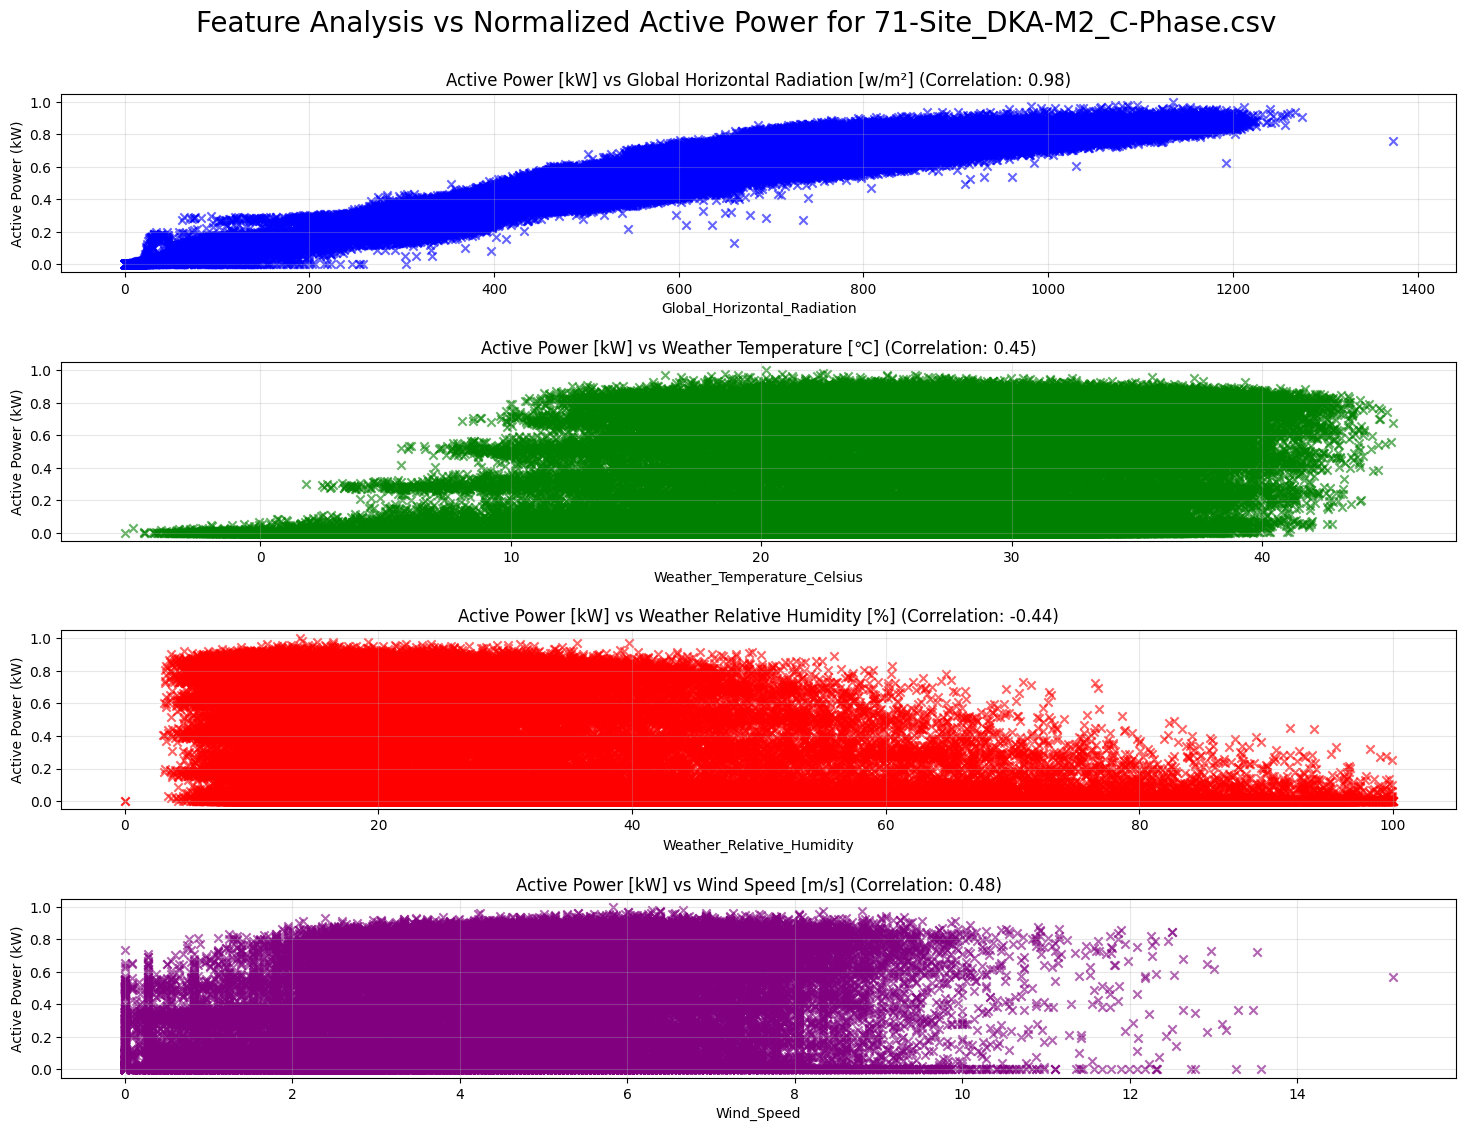 Feature Analysis vs Normalized Active Power for 71-Site_DKA-M2_C-Phase.csv
Active Power [kW] vs Global Horizontal Radiation [w/m²] (Correlation: 0.98)
Active Power (kW)
1.0
0.8
0.6
0.4
0.2
0.0
0 200 400 600 800 1000 1200 1400
Global_Horizontal_Radiation
Active Power [kW] vs Weather Temperature [℃] (Correlation: 0.45)
Active Power (kW)
1.0
0.8
0.6
0.4
0.2
0.0
0 10 20 30 40
Weather_Temperature_Celsius
Active Power [kW] vs Weather Relative Humidity [%] (Correlation: -0.44)
Active Power (kW)
1.0
0.8
0.6
0.4
0.2
0.0
0 20 40 60 80 100
Weather_Relative_Humidity
Active Power [kW] vs Wind Speed [m/s] (Correlation: 0.48)
Active Power (kW)
1.0
0.8
0.6
0.4
0.2
0.0
0 2 4 6 8 10 12 14
Wind_Speed